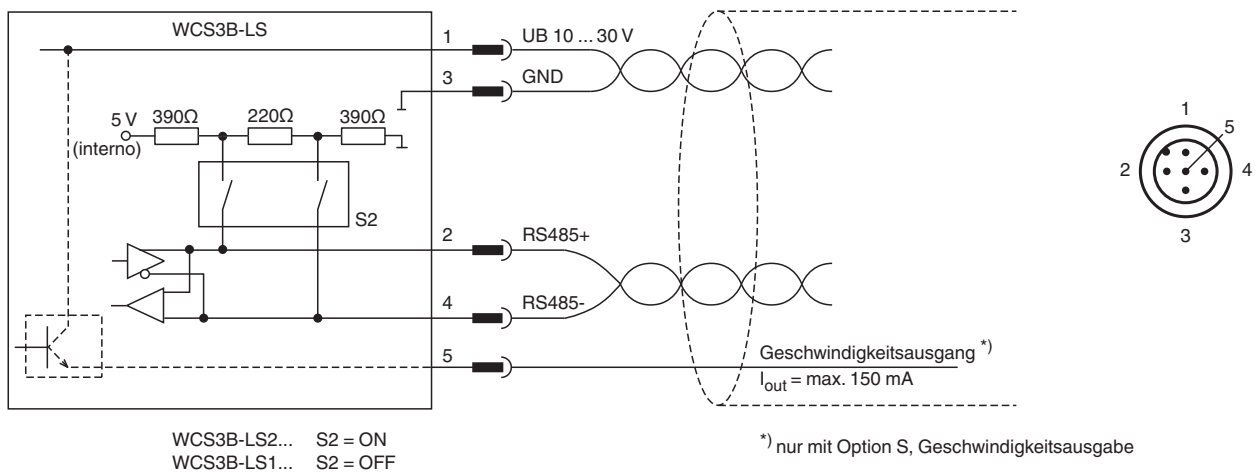 WCS3B-LS
1
UB 10 ... 30 V
3
GND
5 V
(interno)
390Ω
220Ω
390Ω
S2
2
RS485+
4
RS485-
5
Geschwindigkeitsausgang *)
Iout = max. 150 mA
1
5
2
4
3
WCS3B-LS2... S2 = ON
WCS3B-LS1... S2 = OFF
*) nur mit Option S, Geschwindigkeitsausgabe